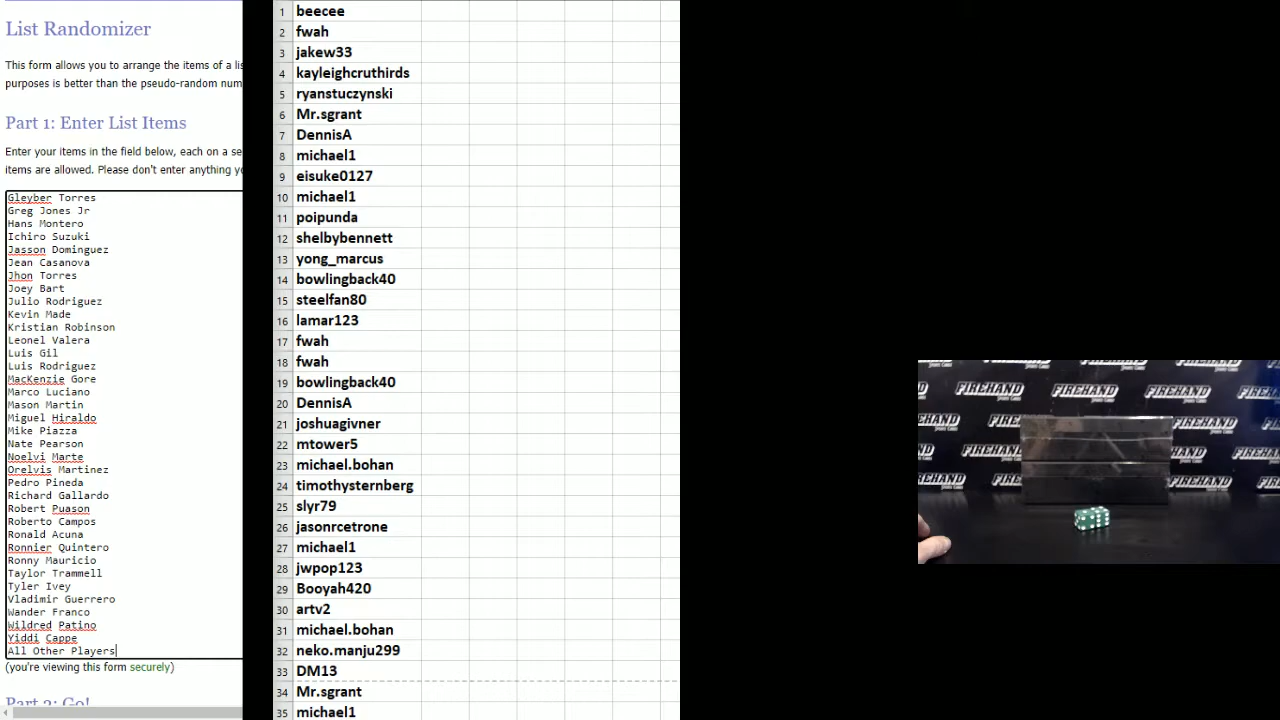 List Randomizer
This form allows you to arrange the items of a lis
purposes is better than the pseudo-random num
Part 1: Enter List Items
Enter your items in the field below, each on a se
items are allowed. Please don't enter anything yo
Gleyber Torres
Greg Jones Jr
Hans Montero
Ichiro Suzuki
Jasson Dominguez
Jean Casanova
Jhon Torres
Joey Bart
Julio Rodriguez
Kevin Made
Kristian Robinson
Leonel Valera
Luis Gil
Luis Rodriguez
MacKenzie Gore
Marco Luciano
Mason Martin
Miguel Hiraldo
Mike Piazza
Nate Pearson
Noelvi Marte
Orelvis Martinez
Pedro Pineda
Richard Gallardo
Robert Puason
Roberto Campos
Ronald Acuna
Ronnier Quintero
Ronny Mauricio
Taylor Trammell
Tyler Ivey
Vladimir Guerrero
Wander Franco
Wildred Patino
Yiddi Cappe
All Other Players
(you're viewing this form securely)
Part 2: Go!
1 beecee
2 fwah
3 jakew33
4 kayleighcruthirds
5 ryanstuczynski
6 Mr.sgrant
7 DennisA
8 michael1
9 eisuke0127
10 michael1
11 poipunda
12 shelbybennett
13 yong_marcus
14 bowlingback40
15 steelfan80
16 lamar123
17 fwah
18 fwah
19 bowlingback40
20 DennisA
21 joshuagivner
22 mtower5
23 michael.bohan
24 timothysternberg
25 slyr79
26 jasonrcetrone
27 michael1
28 jwpop123
29 Booyah420
30 artv2
31 michael.bohan
32 neko.manju299
33 DM13
34 Mr.sgrant
35 michael1
FIREHAND
FIREHAND
FIREHAND